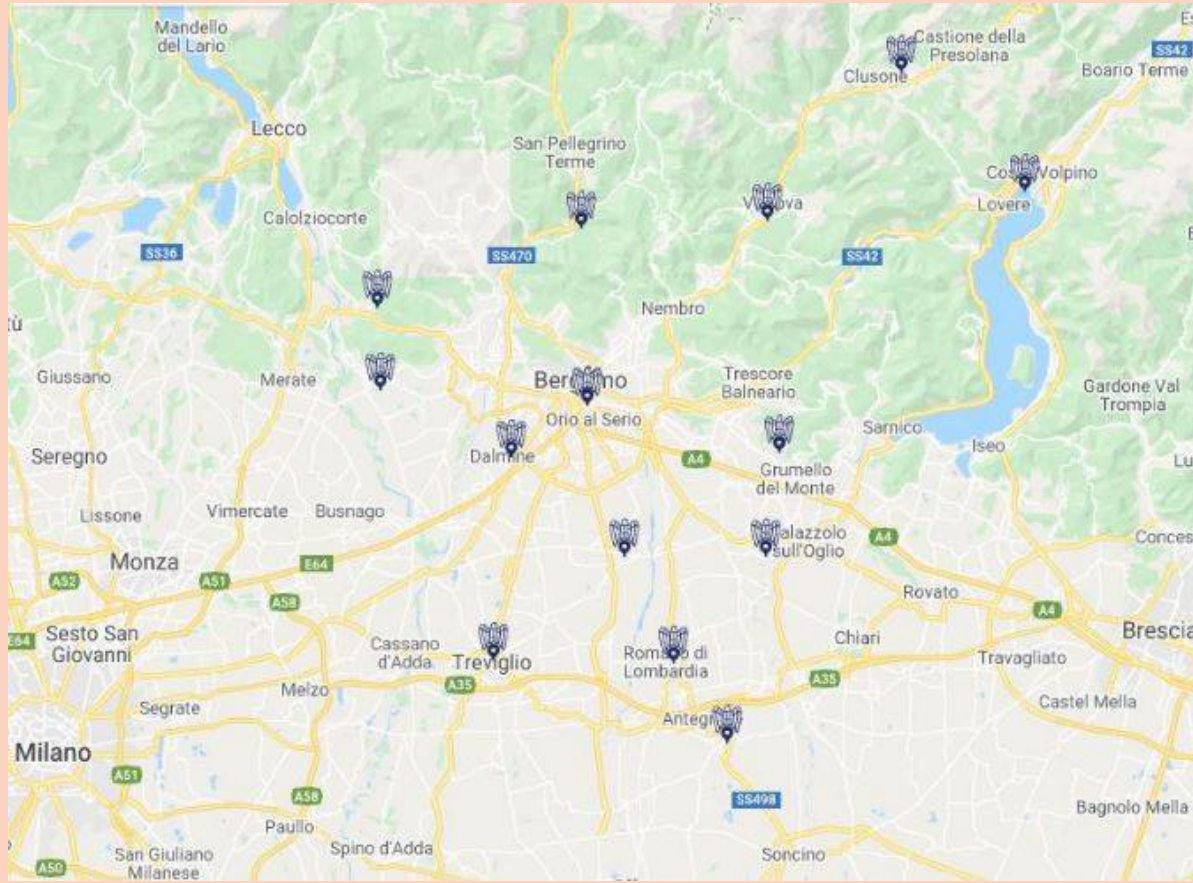 Mandello
del Lario
Castione della
Presolana
SS42
Clusone
Boario Terme
Lecco
San Pellegrino
Terme
Volpino
Lovere
Calolziocorte
SS36
SS470
SS42
Nembro
Giussano
Merate
Trescore
Balneario
Gardone Val
Trompia
Orio al Serio
Sarnico
Iseo
Seregno
Dalmine
A4
Grumello
del Monte
Lissone
Vimercate
Busnago
sull'Oglio
A4
Monza
E64
A52
A51
A58
Rovato
A4
Sesto San
Giovanni
Cassano
d'Adda
Treviglio
Lombardia
Chiari
Brescia
Travagliato
A35
A35
Melzo
Segrate
Castel Mella
Milano
A51
A58
SS498
Bagnolo Mella
Paullo
Spino d'Adda
San Giuliano
Milanese
Soncino
A50